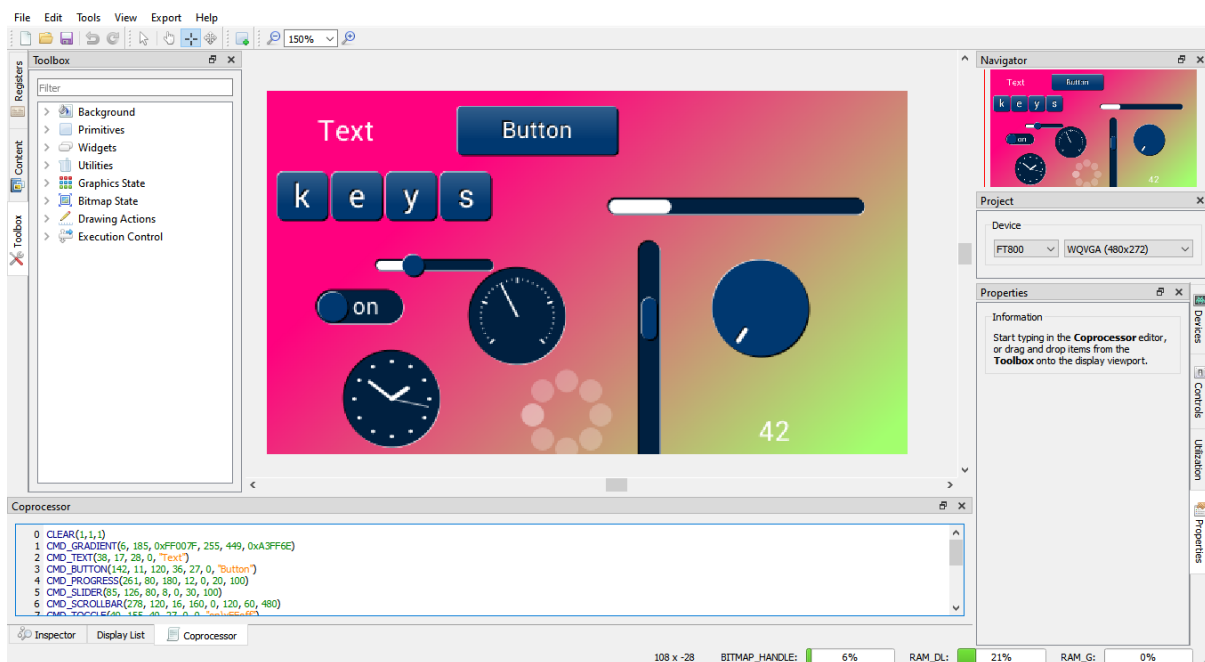 File Edit Tools View Export Help
150%
Registers
Content
Toolbox
Toolbox
Filter
Background
Primitives
Widgets
Utilities
Graphics State
Bitmap State
Drawing Actions
Execution Control
Text
Button
k e y s
on
42
Navigator
Text
Button
k e y s
on
42
Project
Device
FT800
WQVGA (480x272)
Properties
Information
Start typing in the Coprocessor editor,
or drag and drop items from the
Toolbox onto the display viewport.
Devices
Controls
Utilization
Properties
Coprocessor
0 CLEAR(1,1,1)
1 CMD_GRADIENT(6, 185, 0xFF007F, 255, 449, 0xA3FF6E)
2 CMD_TEXT(38, 17, 28, 0, "Text")
3 CMD_BUTTON(142, 11, 120, 36, 27, 0, "Button")
4 CMD_PROGRESS(261, 80, 180, 12, 0, 20, 100)
5 CMD_SLIDER(85, 126, 80, 8, 0, 30, 100)
6 CMD_SCROLLBAR(278, 120, 16, 160, 0, 120, 60, 480)
Inspector
Display List
Coprocessor
108 x -28 BITMAP_HANDLE: 6% RAM_DL: 21% RAM_G: 0%